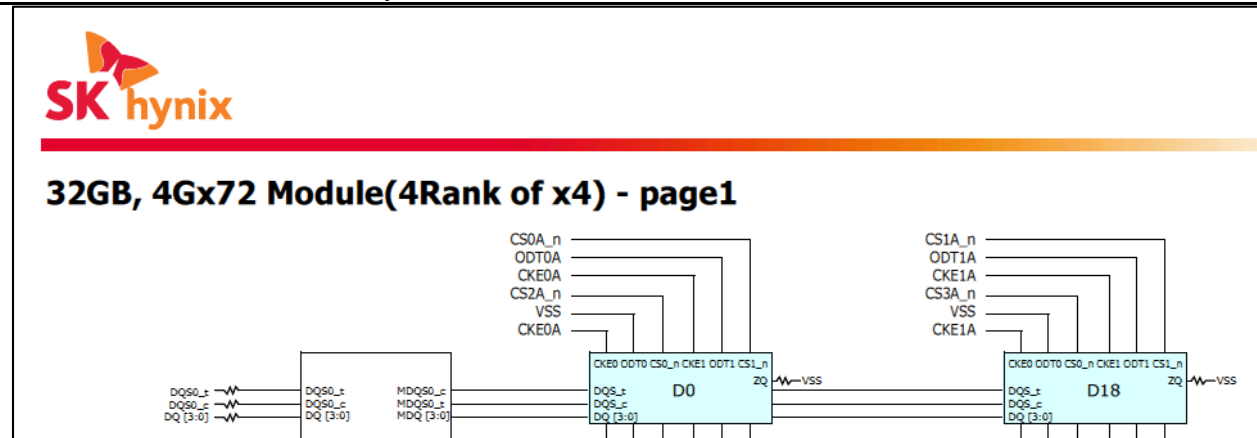 SK hynix
32GB, 4Gx72 Module(4Rank of x4) - page1
CS0A_n CS1A_n
ODT0A ODT1A
CKE0A CKE1A
CS2A_n CS3A_n
VSS VSS
CKE0A CKE1A
CKE0 ODT0 CS0_n CKE1 ODT1 CS1_n CKE0 ODT0 CS0_n CKE1 ODT1 CS1_n
ZQ VSS ZQ VSS
DQS0_t DQS0_t MDQS0_c DQS_t D0 DQS_t D18
DQS0_c DQS0_c MDQS0_t DQS_c DQS_c
DQ [3:0] DQ [3:0] MDQ [3:0] DQ [3:0] DQ [3:0]